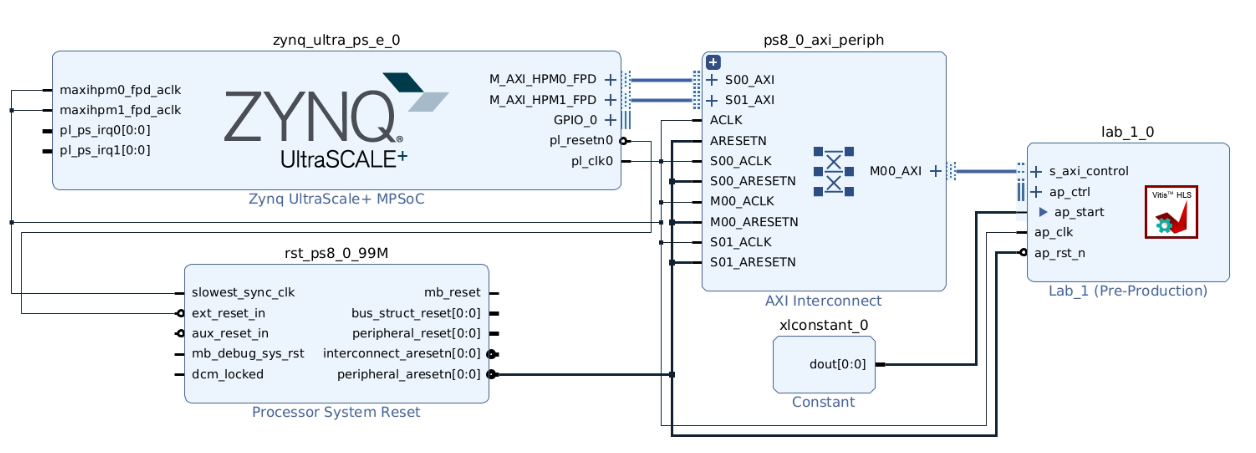 zynq_ultra_ps_e_0
maxihpm0_fpd_aclk
maxihpm1_fpd_aclk
pl_ps_irq0[0:0]
pl_ps_irq1[0:0]
ZYNQ®
UltraSCALE+
M_AXI_HPM0_FPD
M_AXI_HPM1_FPD
GPIO_0
pl_resetn0
pl_clk0
Zynq UltraScale+ MPSoC
ps8_0_axi_periph
S00_AXI
S01_AXI
ACLK
ARESETN
S00_ACLK
S00_ARESETN
M00_ACLK
M00_ARESETN
S01_ACLK
S01_ARESETN
M00_AXI
AXI Interconnect
lab_1_0
s_axi_control
ap_ctrl
ap_start
ap_clk
ap_rst_n
Vitis™ HLS
Lab_1 (Pre-Production)
rst_ps8_0_99M
slowest_sync_clk
ext_reset_in
aux_reset_in
mb_debug_sys_rst
dcm_locked
mb_reset
bus_struct_reset[0:0]
peripheral_reset[0:0]
interconnect_aresetn[0:0]
peripheral_aresetn[0:0]
Processor System Reset
xlconstant_0
dout[0:0]
Constant